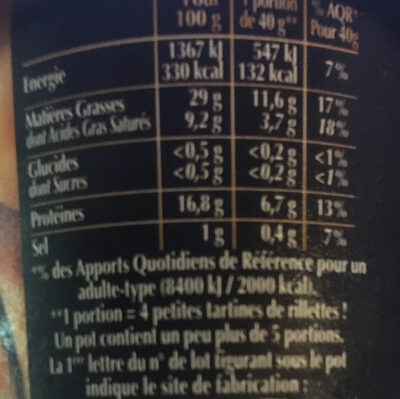 Pour 1 portion % AQR*
100 g de 40 g** Pour 40g
1367 kJ 547 kJ
Energie 330 kcal 132 kcal 7%
Matières Grasses 29 g 11,6 g 17%
dont Acides Gras Saturés 9,2 g 3,7 g 18%
Glucides <0,5 g <0,2 g <1%
dont Sucres <0,5 g <0,2 g <1%
Protéines 16,8 g 6,7 g 13%
Sel 1 g 0,4 g 7%
*% des Apports Quotidiens de Référence pour un
adulte-type (8400 kJ / 2000 kcal).
**1 portion = 4 petites tartines de rillettes !
Un pot contient un peu plus de 5 portions.
La 1ère lettre du n° de lot figurant sous le pot
indique le site de fabrication :